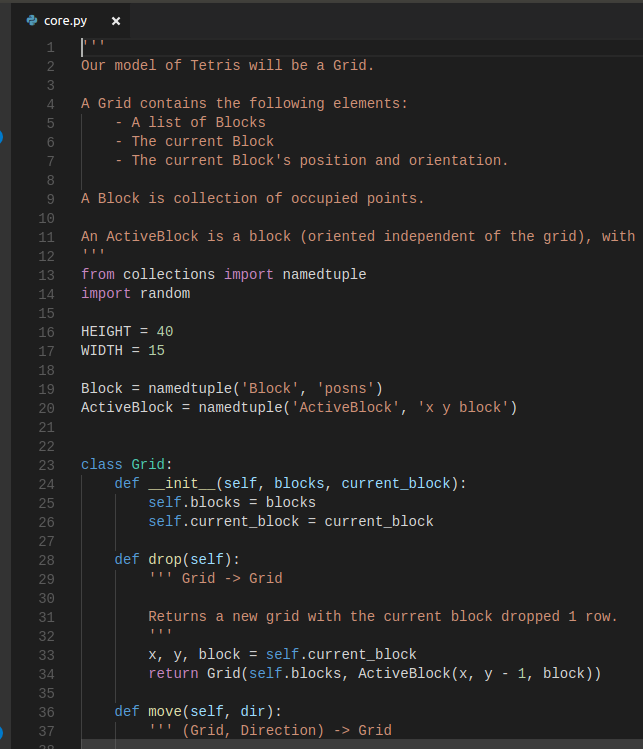 core.py ×
1 '''
2 Our model of Tetris will be a Grid.
3
4 A Grid contains the following elements:
5     - A list of Blocks
6     - The current Block
7     - The current Block's position and orientation.
8
9 A Block is collection of occupied points.
10
11 An ActiveBlock is a block (oriented independent of the grid), with
12 '''
13 from collections import namedtuple
14 import random
15
16 HEIGHT = 40
17 WIDTH = 15
18
19 Block = namedtuple('Block', 'posns')
20 ActiveBlock = namedtuple('ActiveBlock', 'x y block')
21
22
23 class Grid:
24     def __init__(self, blocks, current_block):
25         self.blocks = blocks
26         self.current_block = current_block
27
28     def drop(self):
29         ''' Grid -> Grid
30
31         Returns a new grid with the current block dropped 1 row.
32         '''
33         x, y, block = self.current_block
34         return Grid(self.blocks, ActiveBlock(x, y - 1, block))
35
36     def move(self, dir):
37         ''' (Grid, Direction) -> Grid
38